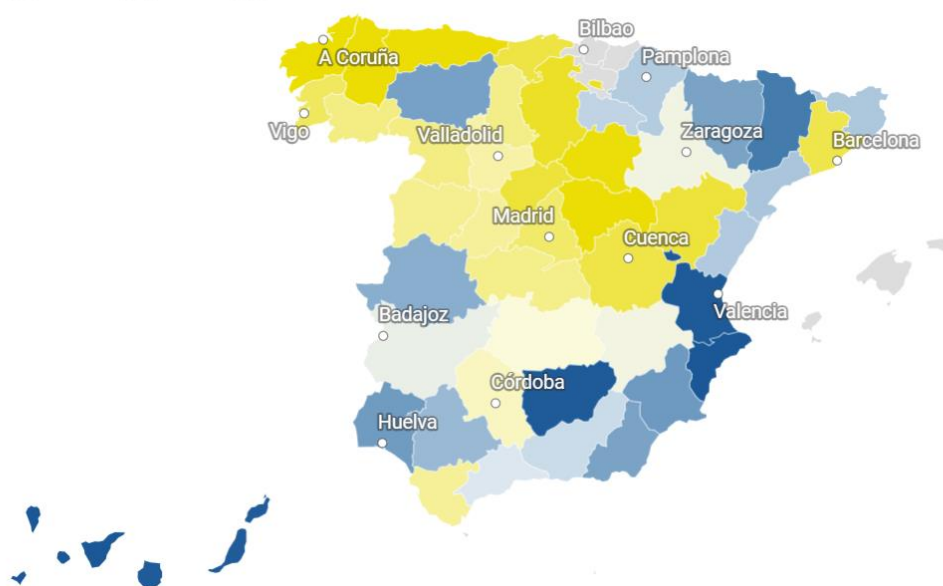 Bilbao
A Coruña
Pamplona
Vigo
Valladolid
Zaragoza
Barcelona
Madrid
Cuenca
Badajoz
Valencia
Córdoba
Huelva